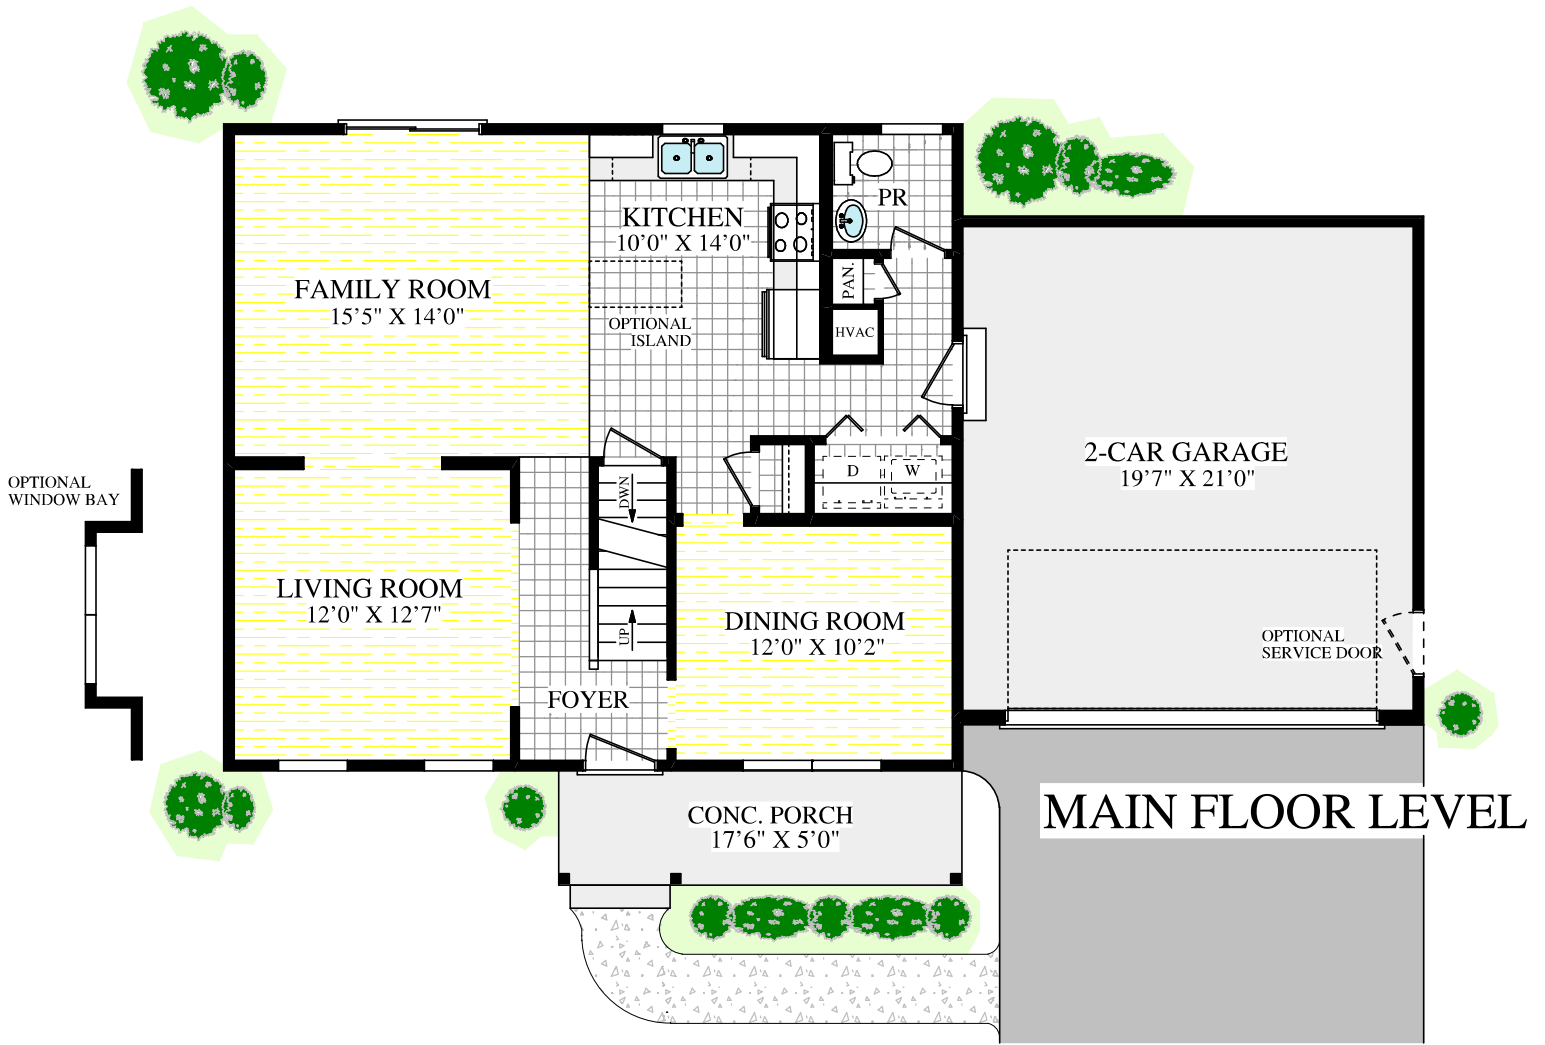 PR
KITCHEN
10'0" X 14'0"
FAMILY ROOM
15'5" X 14'0"
PAN.
OPTIONAL
ISLAND
HVAC
2-CAR GARAGE
19'7" X 21'0"
D
W
OPTIONAL
WINDOW BAY
DWN
LIVING ROOM
12'0" X 12'7"
DINING ROOM
12'0" X 10'2"
UP
OPTIONAL
SERVICE DOOR
FOYER
CONC. PORCH
17'6" X 5'0"
MAIN FLOOR LEVEL